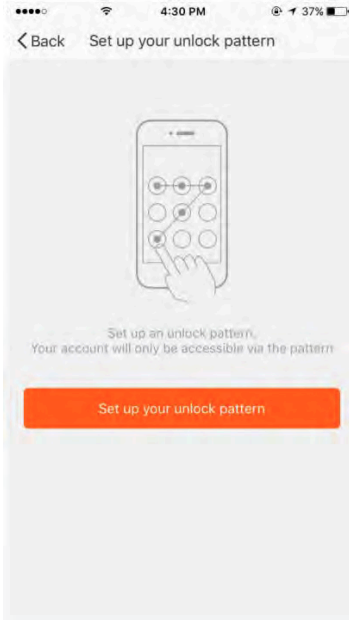 4:30 PM 37%
Back Set up your unlock pattern
Set up an unlock pattern,
Your account will only be accessible via the pattern
Set up your unlock pattern